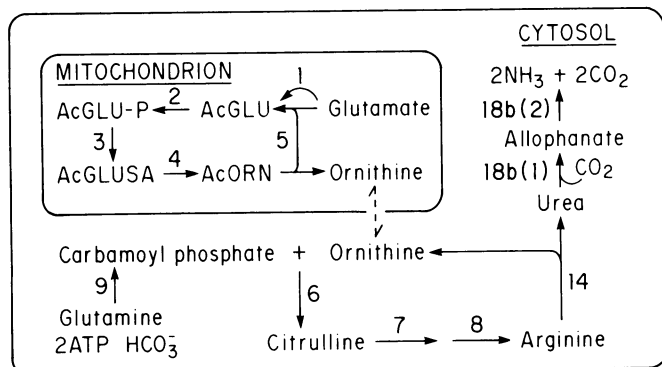 CYTOSOL
MITOCHONDRION
1
2NH₃ + 2CO₂
AcGLU-P 2 AcGLU Glutamate
18b(2)
3 5
Allophanate
4
18b(1) CO₂
AcGLUSA AcORN Ornithine
Urea
Carbamoyl phosphate + Ornithine
9 6 14
Glutamine
2ATP HCO₃⁻
Citrulline 7 8 Arginine